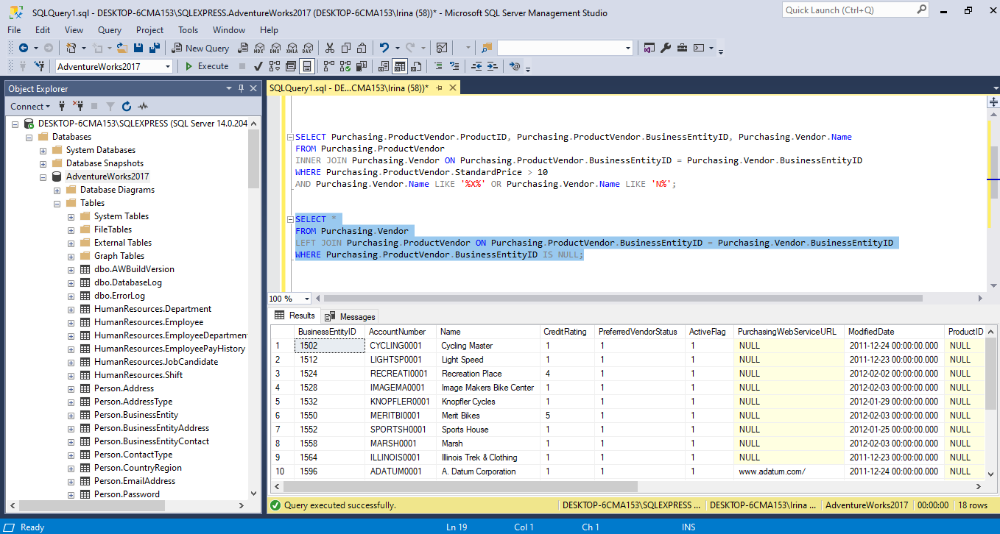 SQLQuery1.sql - DESKTOP-6CMA153\SQLEXPRESS.AdventureWorks2017 (DESKTOP-6CMA153\Irina (58))* - Microsoft SQL Server Management Studio
Quick Launch (Ctrl+Q)
File Edit View Query Project Tools Window Help
New Query MDX DMX XMLA DAX
AdventureWorks2017 Execute
Object Explorer
Connect
DESKTOP-6CMA153\SQLEXPRESS (SQL Server 14.0.204
Databases
System Databases
Database Snapshots
AdventureWorks2017
Database Diagrams
Tables
System Tables
FileTables
External Tables
Graph Tables
dbo.AWBuildVersion
dbo.DatabaseLog
dbo.ErrorLog
HumanResources.Department
HumanResources.Employee
HumanResources.EmployeeDepartmen
HumanResources.EmployeePayHistory
HumanResources.JobCandidate
HumanResources.Shift
Person.Address
Person.AddressType
Person.BusinessEntity
Person.BusinessEntityAddress
Person.BusinessEntityContact
Person.ContactType
Person.CountryRegion
Person.EmailAddress
Person.Password
SQLQuery1.sql - DE...CMA153\Irina (58))*
SELECT Purchasing.ProductVendor.ProductID, Purchasing.ProductVendor.BusinessEntityID, Purchasing.Vendor.Name
FROM Purchasing.ProductVendor
INNER JOIN Purchasing.Vendor ON Purchasing.ProductVendor.BusinessEntityID = Purchasing.Vendor.BusinessEntityID
WHERE Purchasing.ProductVendor.StandardPrice > 10
AND Purchasing.Vendor.Name LIKE '%X%' OR Purchasing.Vendor.Name LIKE 'N%';
SELECT *
FROM Purchasing.Vendor
LEFT JOIN Purchasing.ProductVendor ON Purchasing.ProductVendor.BusinessEntityID = Purchasing.Vendor.BusinessEntityID
WHERE Purchasing.ProductVendor.BusinessEntityID IS NULL;
100 %
Results Messages
BusinessEntityID AccountNumber Name CreditRating PreferredVendorStatus ActiveFlag PurchasingWebServiceURL ModifiedDate ProductID
1 1502 CYCLING0001 Cycling Master 1 1 1 NULL 2011-12-24 00:00:00.000 NULL
2 1512 LIGHTSP0001 Light Speed 1 1 1 NULL 2011-12-23 00:00:00.000 NULL
3 1524 RECREATI0001 Recreation Place 4 1 1 NULL 2012-02-02 00:00:00.000 NULL
4 1528 IMAGEMA0001 Image Makers Bike Center 1 1 1 NULL 2012-02-03 00:00:00.000 NULL
5 1532 KNOPFLER0001 Knopfler Cycles 1 1 1 NULL 2012-01-29 00:00:00.000 NULL
6 1550 MERITBI0001 Merit Bikes 5 1 1 NULL 2012-02-03 00:00:00.000 NULL
7 1552 SPORTSH0001 Sports House 1 1 1 NULL 2012-01-25 00:00:00.000 NULL
8 1558 MARSH0001 Marsh 1 1 1 NULL 2012-02-03 00:00:00.000 NULL
9 1564 ILLINOIS0001 Illinois Trek & Clothing 1 1 1 NULL 2011-12-23 00:00:00.000 NULL
10 1596 ADATUM0001 A. Datum Corporation 1 1 1 www.adatum.com/ 2011-12-24 00:00:00.000 NULL
Query executed successfully. DESKTOP-6CMA153\SQLEXPRESS ... DESKTOP-6CMA153\Irina ... AdventureWorks2017 00:00:00 18 rows
Ready Ln 19 Col 1 Ch 1 INS